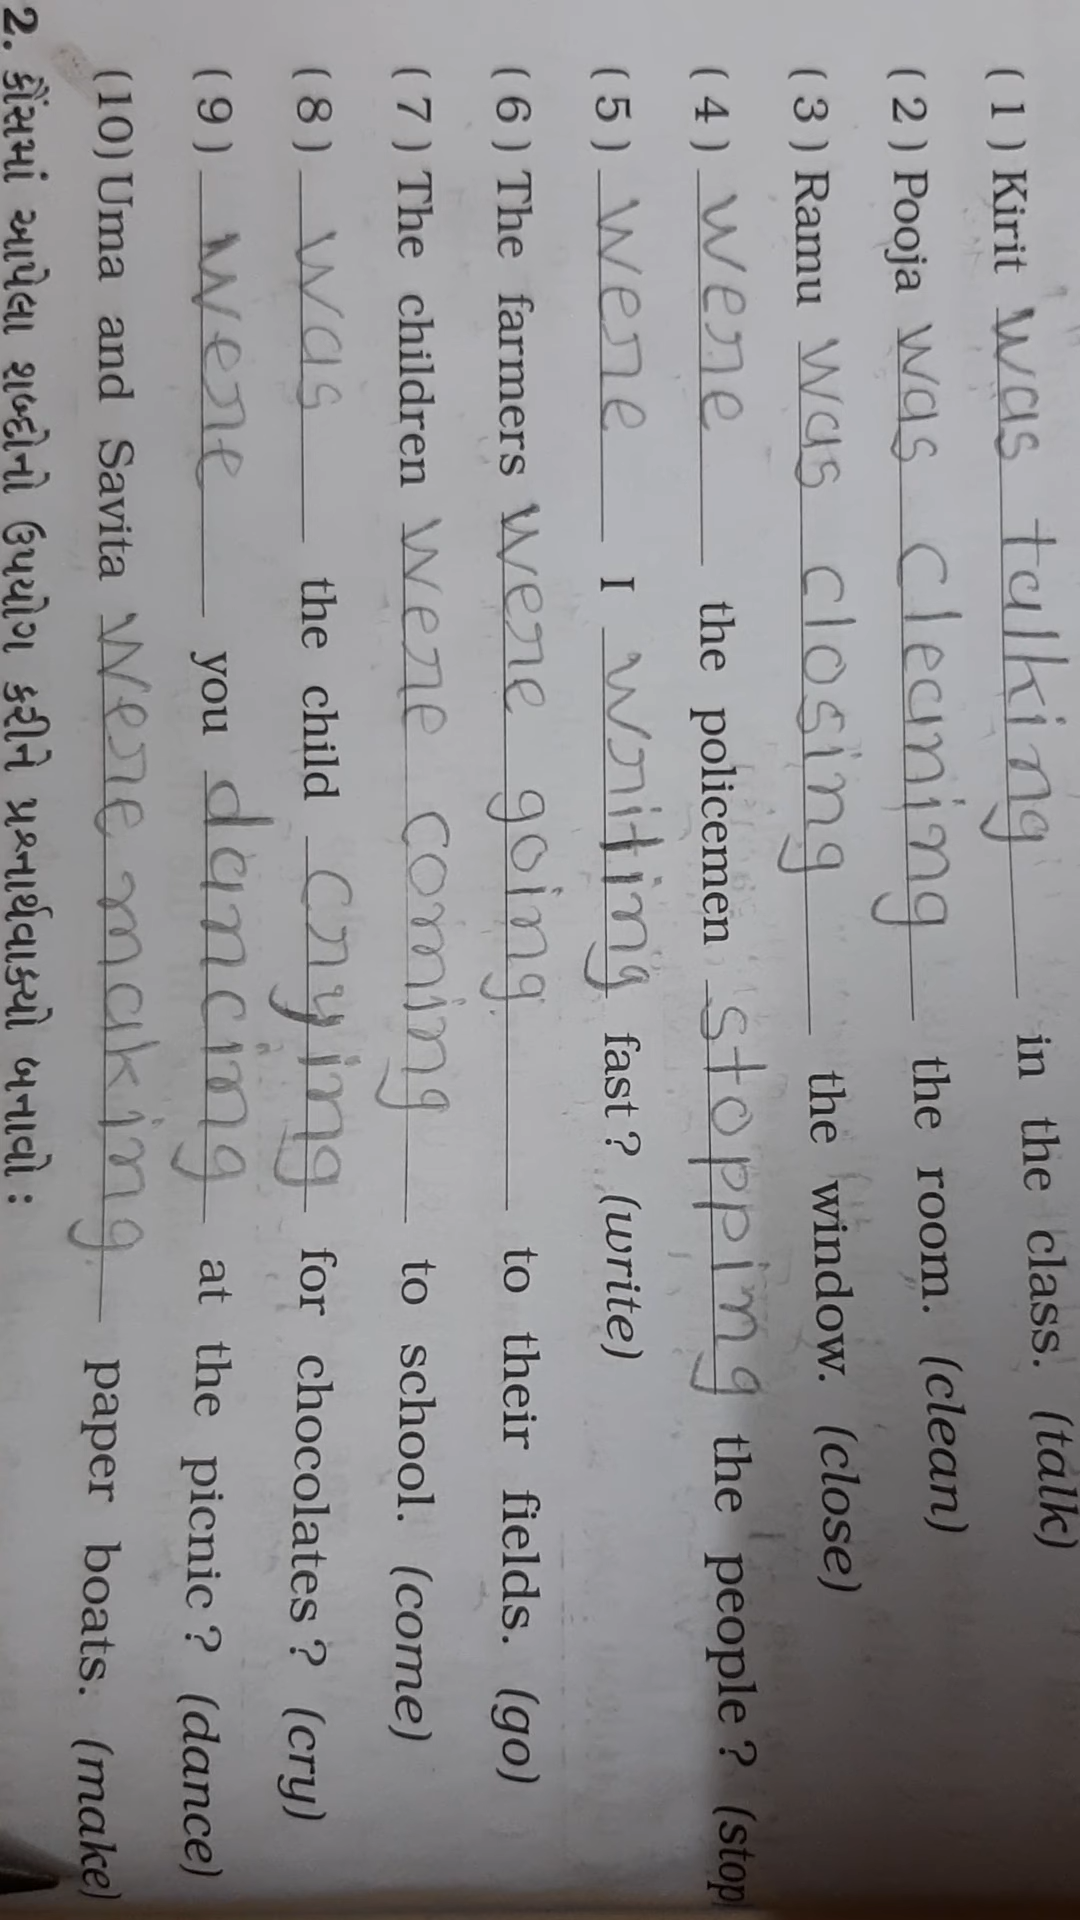 ( 1 ) Kirit was talking in the class. (talk)
( 2 ) Pooja was cleaning the room. (clean)
( 3 ) Ramu was closing the window. (close)
( 4 ) were the policemen stopping the people ? (stop
( 5 ) were I writing fast ? (write)
( 6 ) The farmers were going to their fields. (go)
( 7 ) The children were coming to school. (come)
( 8 ) was the child crying for chocolates ? (cry)
( 9 ) were you dancing at the picnic ? (dance)
(10) Uma and Savita were making paper boats. (make)
2. કૌંસમાં આપેલા શબ્દોનો ઉપયોગ કરીને પ્રશ્નાર્થવાક્યો બનાવો :